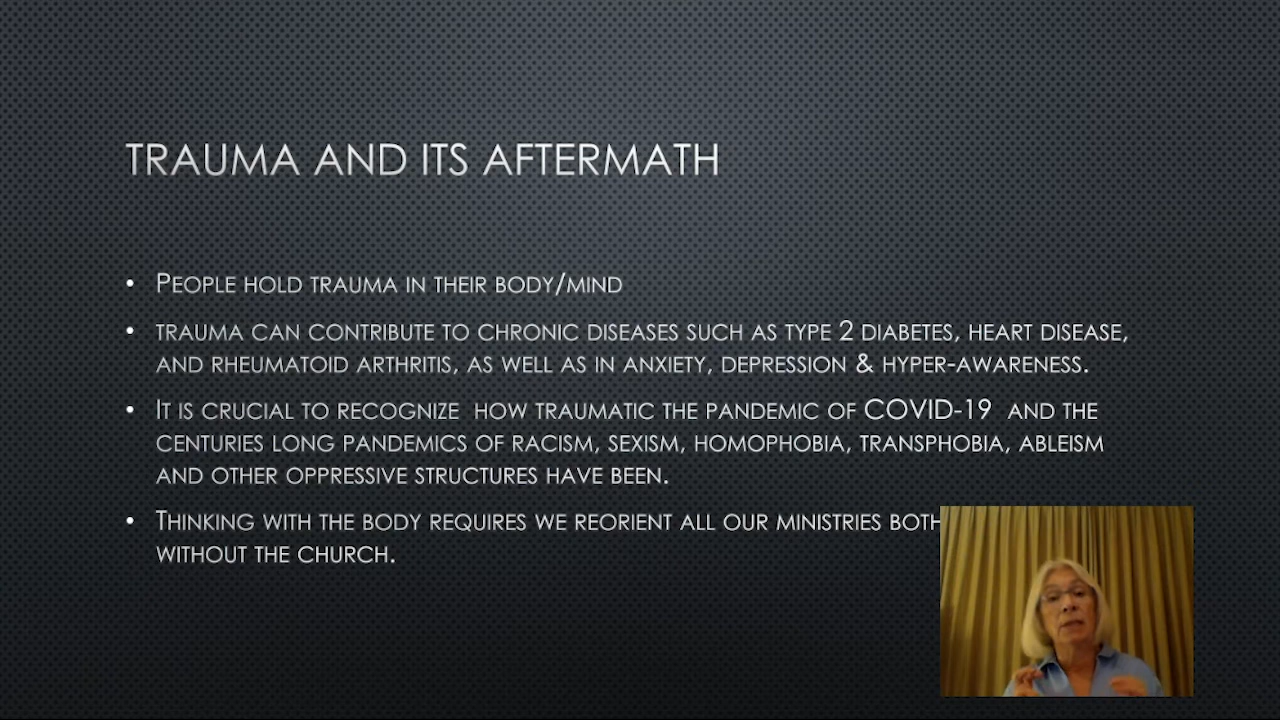 TRAUMA AND ITS AFTERMATH
• PEOPLE HOLD TRAUMA IN THEIR BODY/MIND
• TRAUMA CAN CONTRIBUTE TO CHRONIC DISEASES SUCH AS TYPE 2 DIABETES, HEART DISEASE,
AND RHEUMATOID ARTHRITIS, AS WELL AS IN ANXIETY, DEPRESSION & HYPER-AWARENESS.
• IT IS CRUCIAL TO RECOGNIZE HOW TRAUMATIC THE PANDEMIC OF COVID-19 AND THE
CENTURIES LONG PANDEMICS OF RACISM, SEXISM, HOMOPHOBIA, TRANSPHOBIA, ABLEISM
AND OTHER OPPRESSIVE STRUCTURES HAVE BEEN.
• THINKING WITH THE BODY REQUIRES WE REORIENT ALL OUR MINISTRIES BOTH
WITHOUT THE CHURCH.